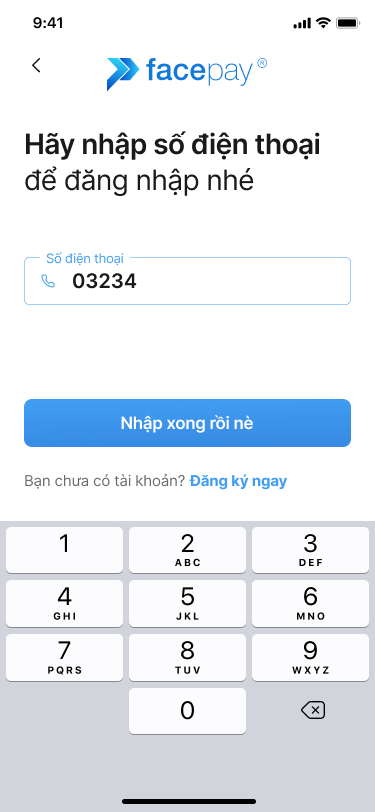 9:41
facepay®
Hãy nhập số điện thoại
để đăng nhập nhé
Số điện thoại
03234
Nhập xong rồi nè
Bạn chưa có tài khoản? Đăng ký ngay
1 2 3
ABC DEF
4 5 6
GHI JKL MNO
7 8 9
PQRS TUV WXYZ
0